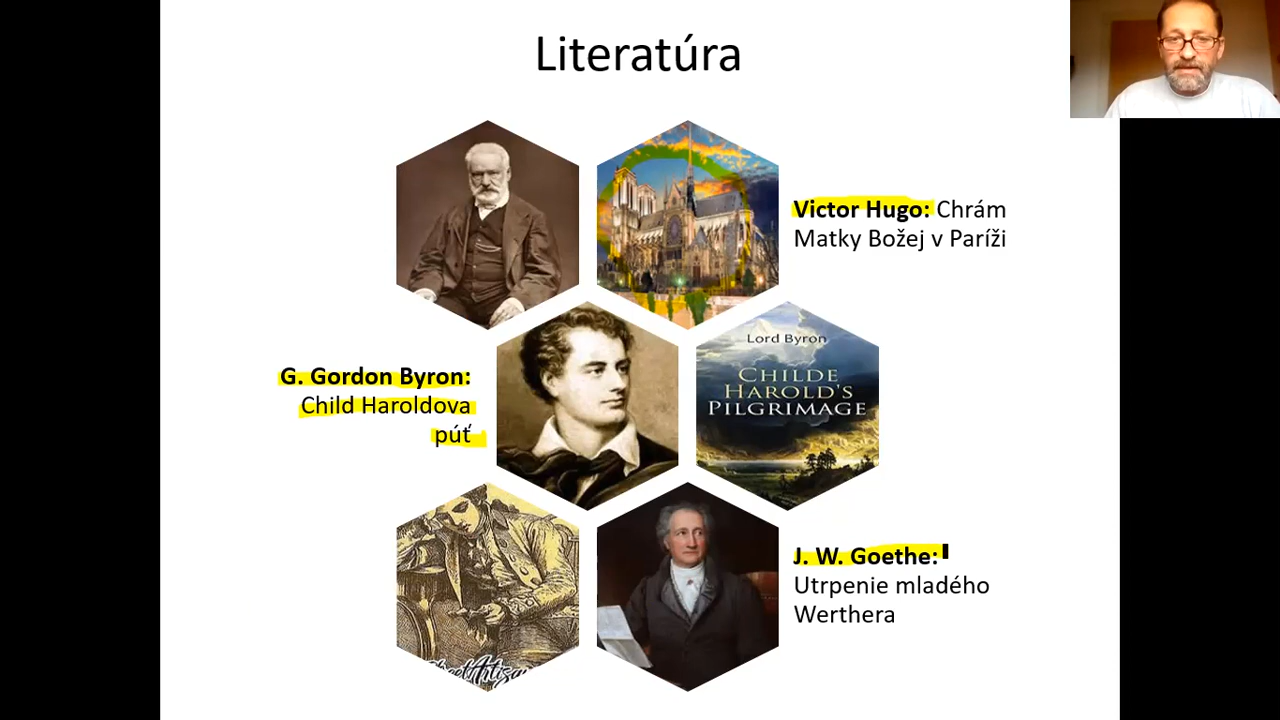 Literatúra
Victor Hugo: Chrám
Matky Božej v Paríži
G. Gordon Byron:
Child Haroldova
púť
Lord Byron
CHILDE
HAROLD'S
PILGRIMAGE
J. W. Goethe:
Utrpenie mladého
Werthera